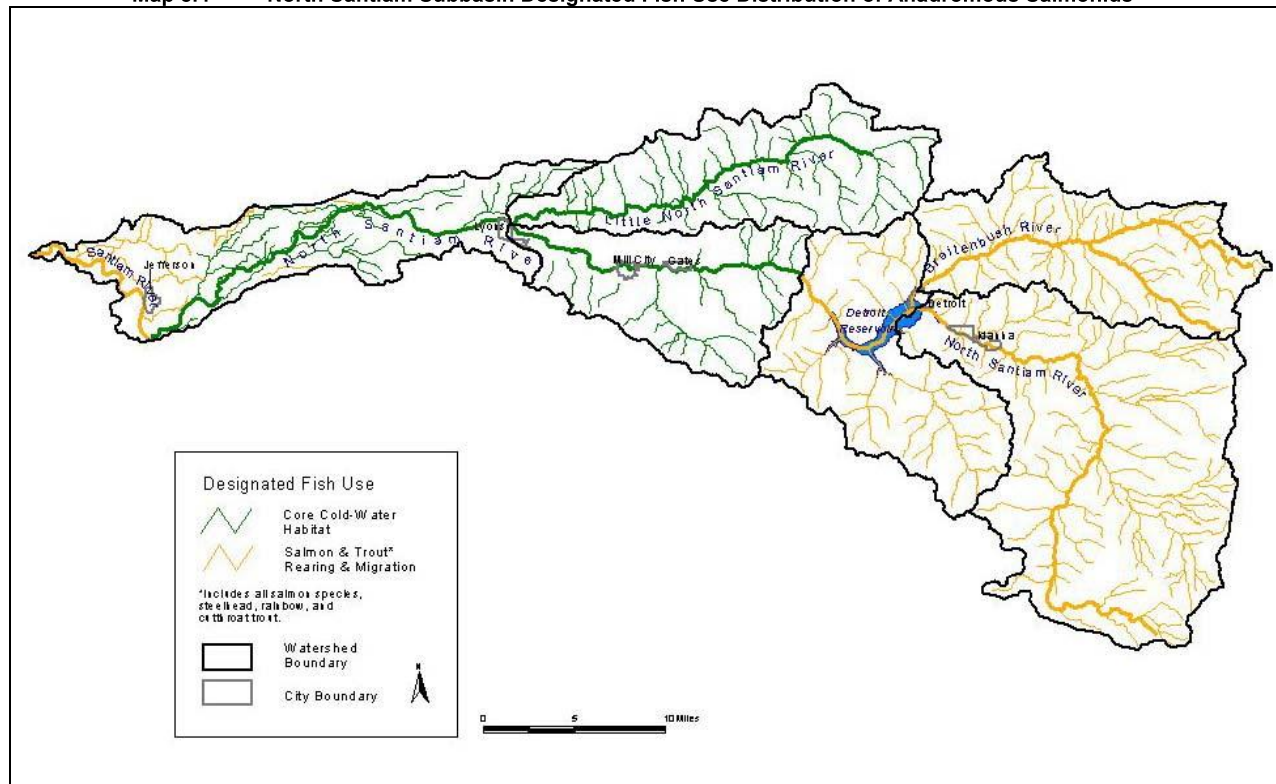 North Santiam Subbasin Designated Fish Use Distribution of Anadromous Salmonids
Little North Santiam River
North Santiam River
Lyons
Santiam River
Jefferson
Mill City
Gates
Breitenbush River
Detroit
Detroit
Reservoir
Idanha
North Santiam River
Designated Fish Use
Core Cold-Water
Habitat
Salmon & Trout*
Rearing & Migration
*Includes all salmon species,
steelhead, rainbow, and
cutthroat trout.
Watershed
Boundary
City Boundary
N
0 5 10 Miles